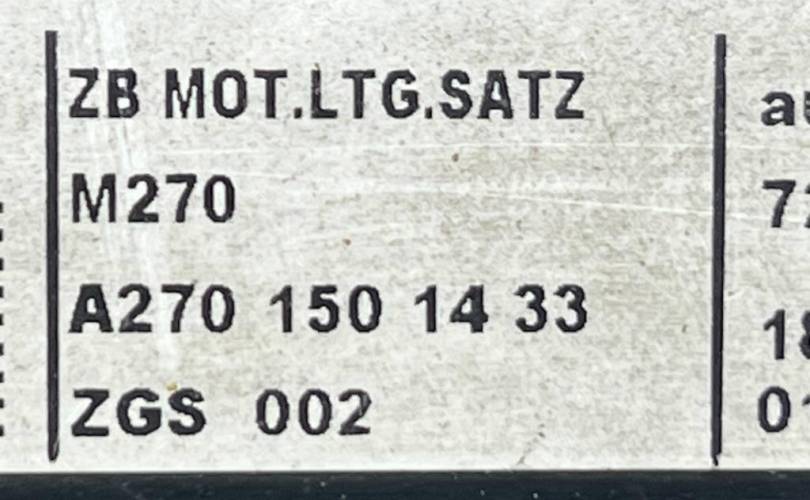 ZB MOT.LTG.SATZ
M270
A270 150 14 33
ZGS 002